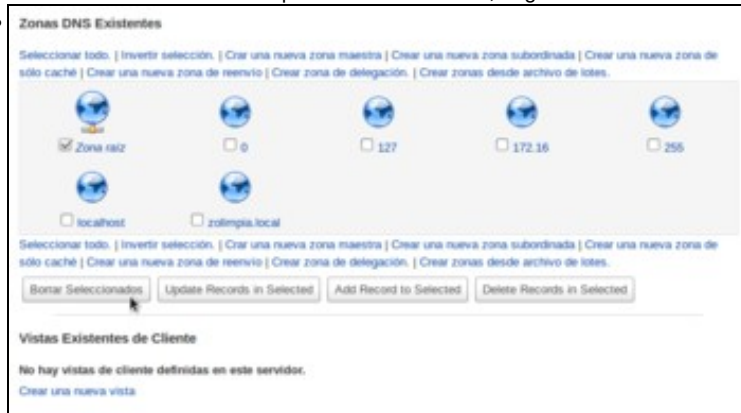 Zonas DNS Existentes
Seleccionar todo. | Invertir selección. | Crar una nueva zona maestra | Crear una nueva zona subordinada | Crear una nueva zona de
sólo caché | Crear una nueva zona de reenvío | Crear zona de delegación. | Crear zonas desde archivo de lotes.
Zona raíz
0
127
172.16
255
localhost
zolimpia.local
Seleccionar todo. | Invertir selección. | Crar una nueva zona maestra | Crear una nueva zona subordinada | Crear una nueva zona de
sólo caché | Crear una nueva zona de reenvío | Crear zona de delegación. | Crear zonas desde archivo de lotes.
Borrar Seleccionados
Update Records in Selected
Add Record to Selected
Delete Records in Selected
Vistas Existentes de Cliente
No hay vistas de cliente definidas en este servidor.
Crear una nueva vista